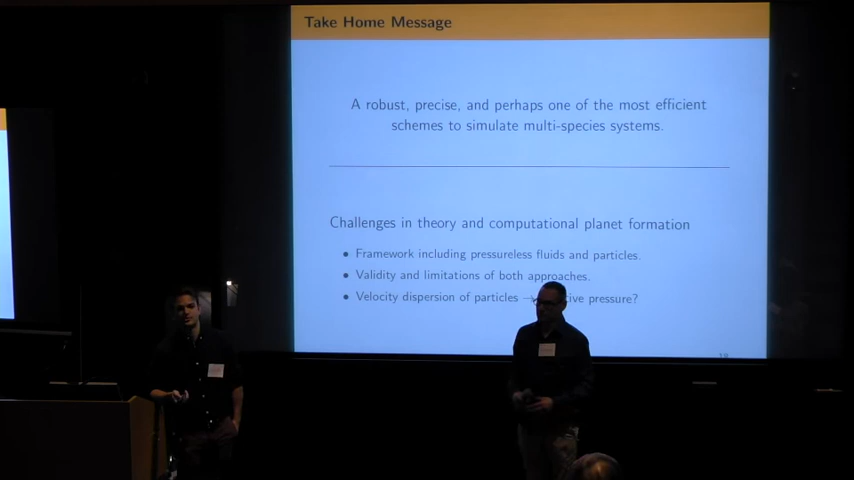 Take Home Message
A robust, precise, and perhaps one of the most efficient
schemes to simulate multi-species systems.
Challenges in theory and computational planet formation
• Framework including pressureless fluids and particles.
• Validity and limitations of both approaches.
• Velocity dispersion of particles → tive pressure?
18